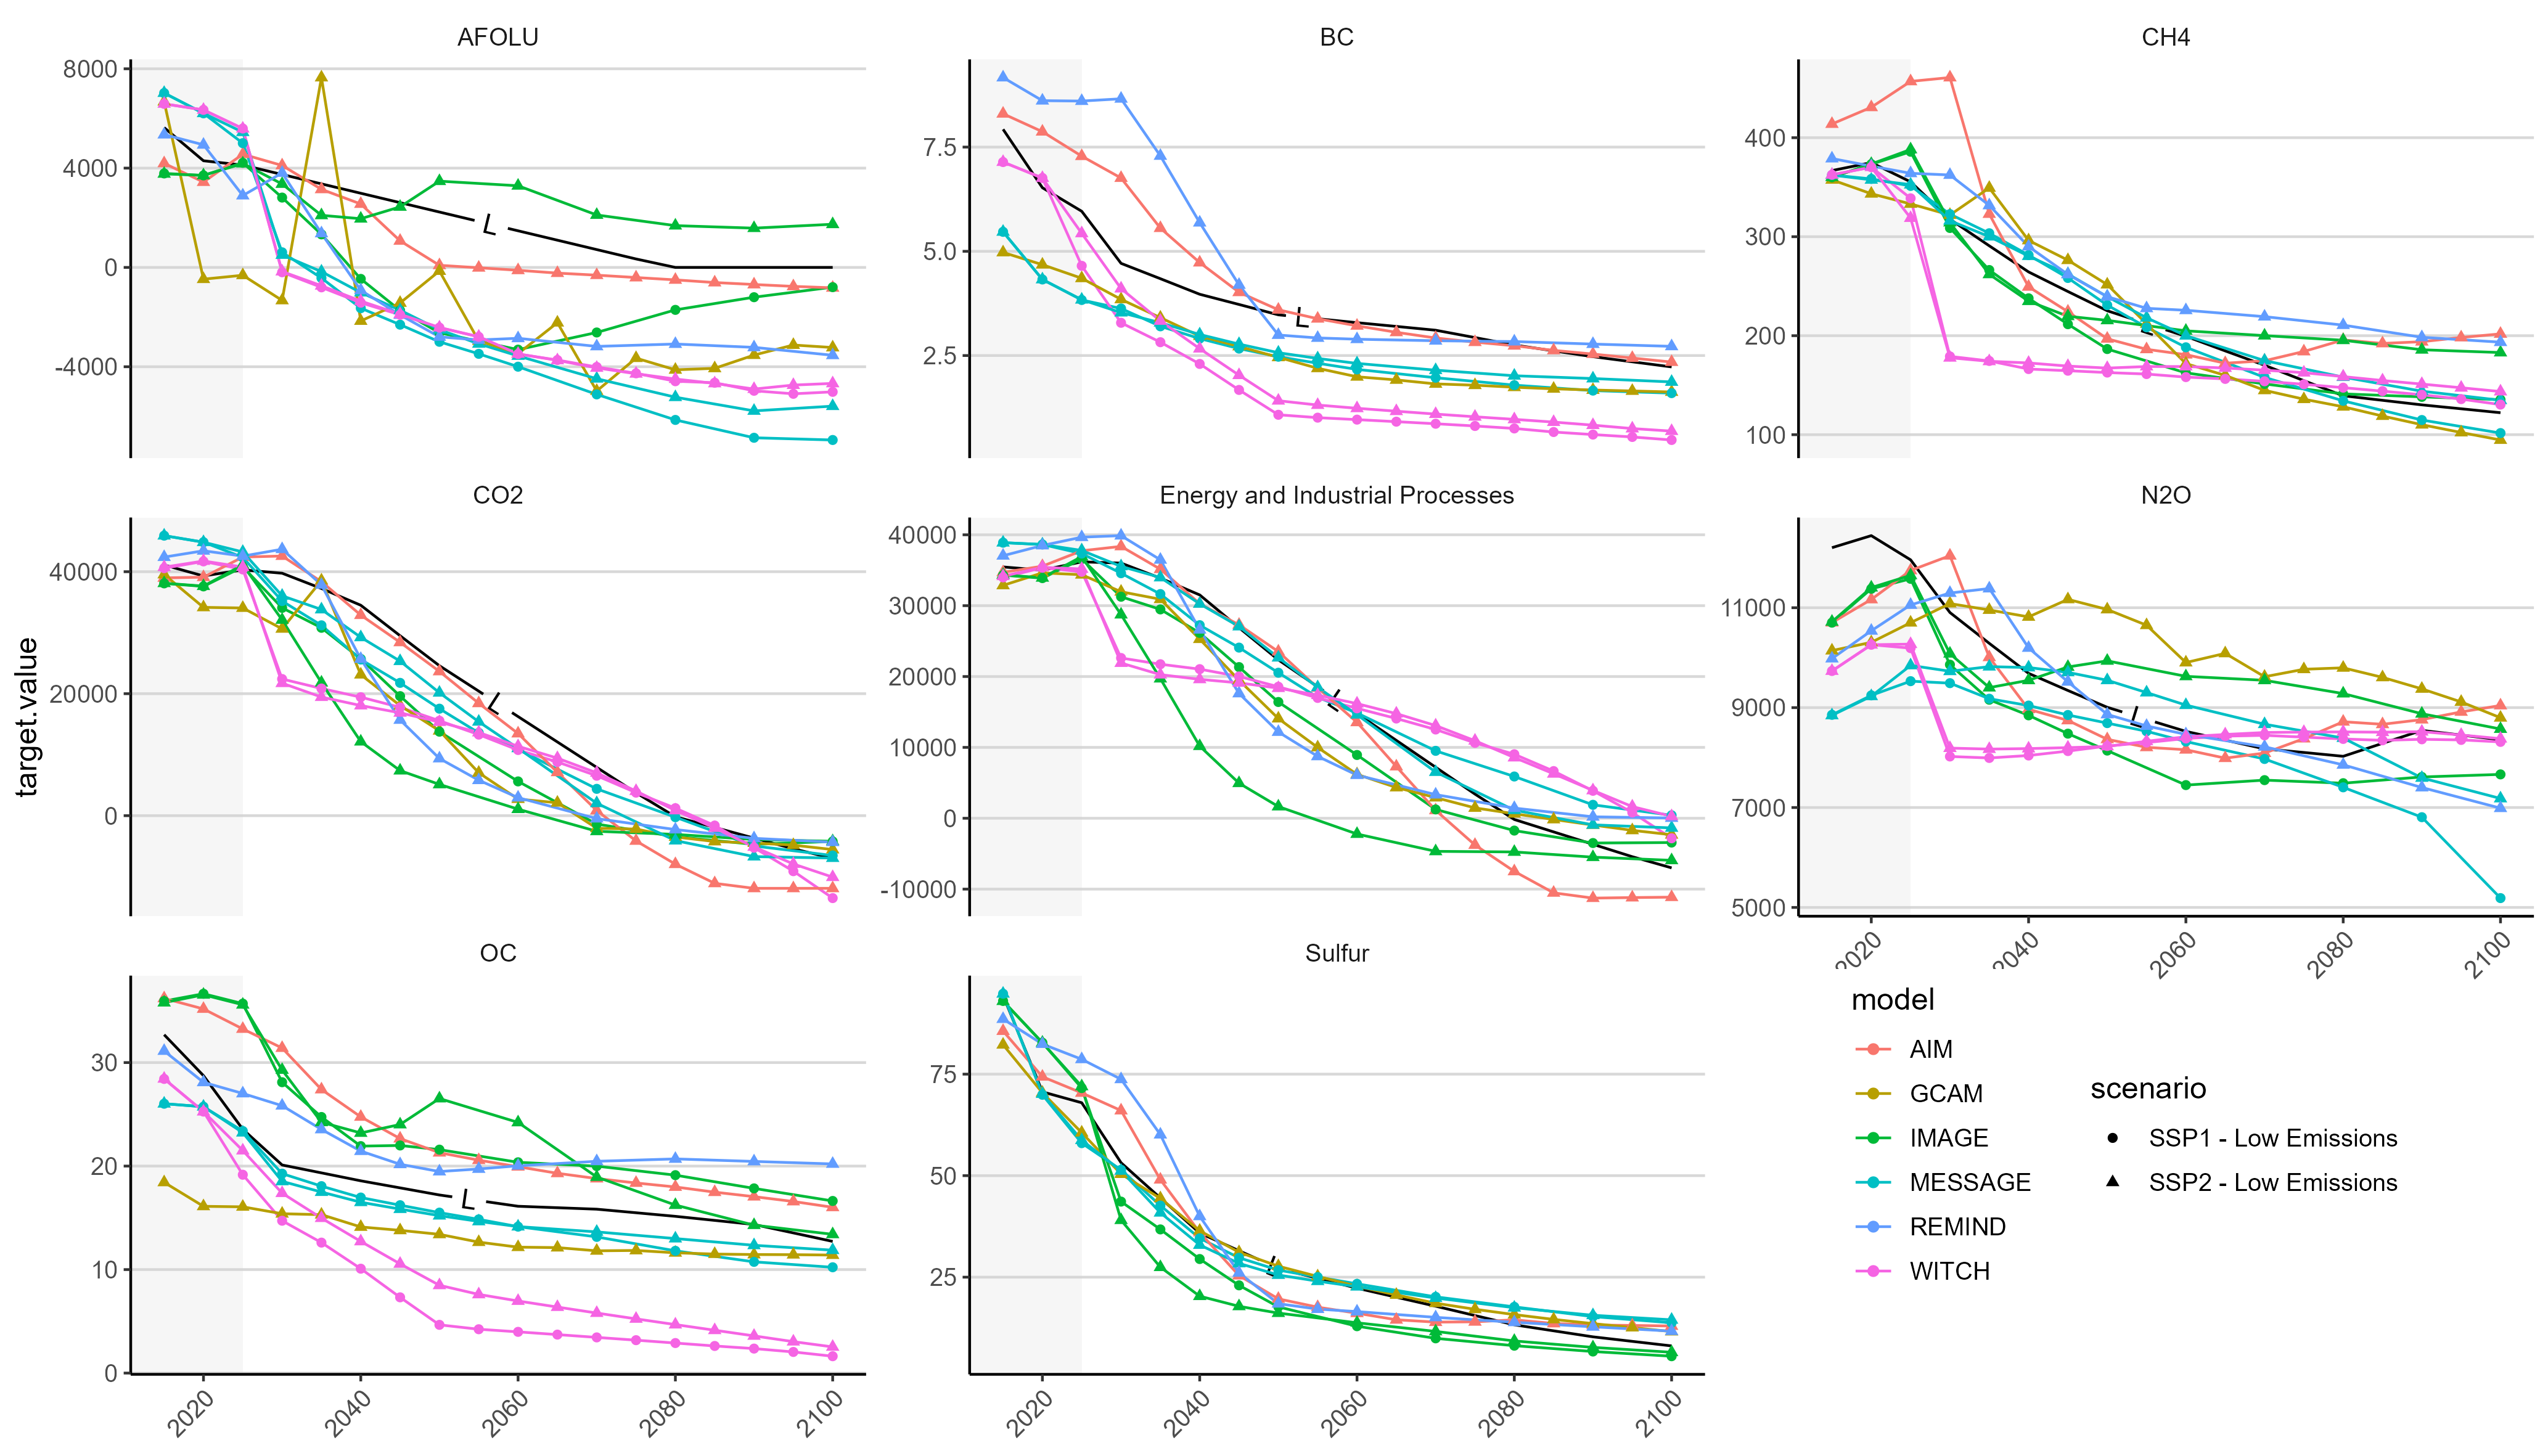 AFOLU
8000
4000
0
-4000
L
BC
7.5
5.0
2.5
L
CH4
400
300
200
100
L
target.value
CO2
40000
20000
0
L
Energy and Industrial Processes
40000
30000
20000
10000
0
-10000
L
N2O
11000
9000
7000
5000
L
2020 2040 2060 2080 2100
OC
30
20
10
0
L
2020 2040 2060 2080 2100
Sulfur
75
50
25
L
2020 2040 2060 2080 2100
model
AIM
GCAM
IMAGE
MESSAGE
REMIND
WITCH
scenario
SSP1 - Low Emissions
SSP2 - Low Emissions